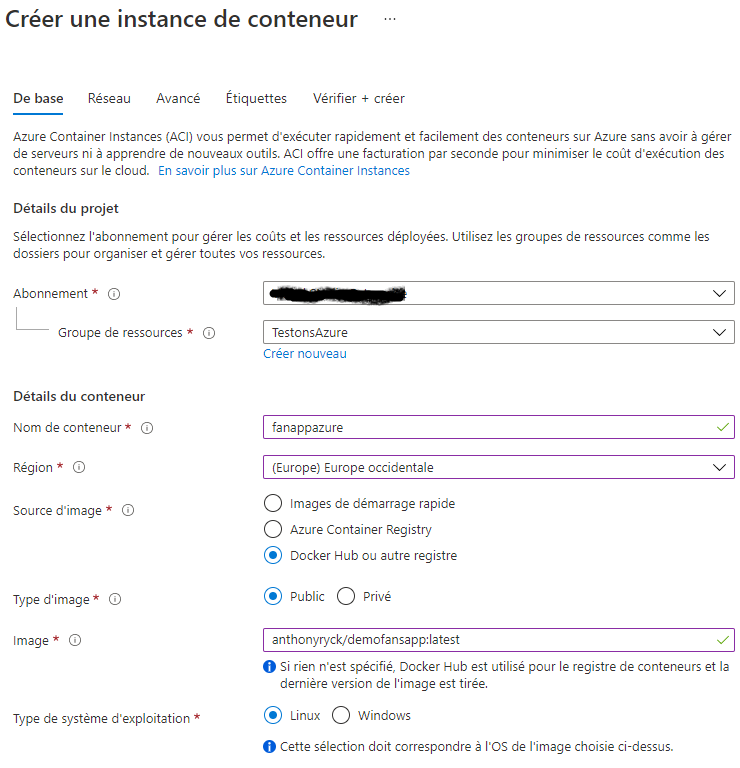 Créer une instance de conteneur ...
De base Réseau Avancé Étiquettes Vérifier + créer
Azure Container Instances (ACI) vous permet d'exécuter rapidement et facilement des conteneurs sur Azure sans avoir à gérer
de serveurs ni à apprendre de nouveaux outils. ACI offre une facturation par seconde pour minimiser le coût d'exécution des
conteneurs sur le cloud. En savoir plus sur Azure Container Instances
Détails du projet
Sélectionnez l'abonnement pour gérer les coûts et les ressources déployées. Utilisez les groupes de ressources comme les
dossiers pour organiser et gérer toutes vos ressources.
Abonnement *
Groupe de ressources * TestonsAzure
Créer nouveau
Détails du conteneur
Nom de conteneur * fanappazure
Région * (Europe) Europe occidentale
Source d'image * Images de démarrage rapide
Azure Container Registry
Docker Hub ou autre registre
Type d'image * Public Privé
Image * anthonyryck/demofansapp:latest
Si rien n'est spécifié, Docker Hub est utilisé pour le registre de conteneurs et la
dernière version de l'image est tirée.
Type de système d'exploitation * Linux Windows
Cette sélection doit correspondre à l'OS de l'image choisie ci-dessus.